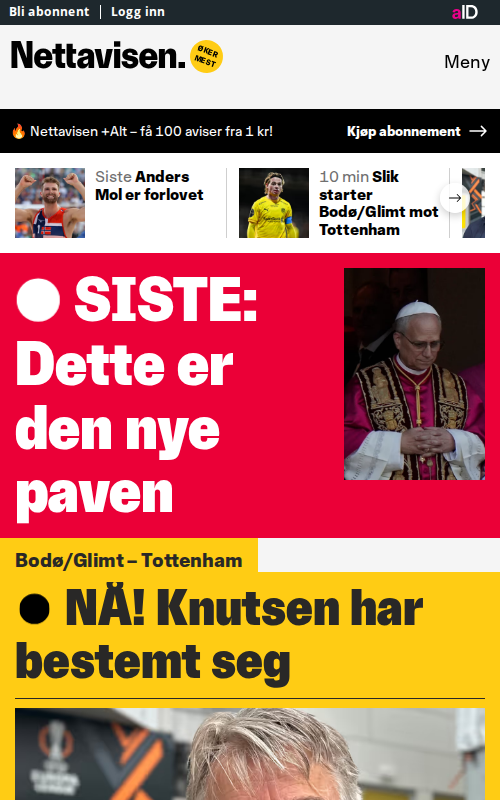 Bli abonnent
Logg inn
aID
Nettavisen.
ØKER
MEST
Meny
Nettavisen +Alt – få 100 aviser fra 1 kr!
Kjøp abonnement
Siste Anders
Mol er forlovet
10 min Slik
starter
Bodø/Glimt mot
Tottenham
SISTE:
Dette er
den nye
paven
Bodø/Glimt – Tottenham
NÅ! Knutsen har
bestemt seg
EUROPA
LEAGUE